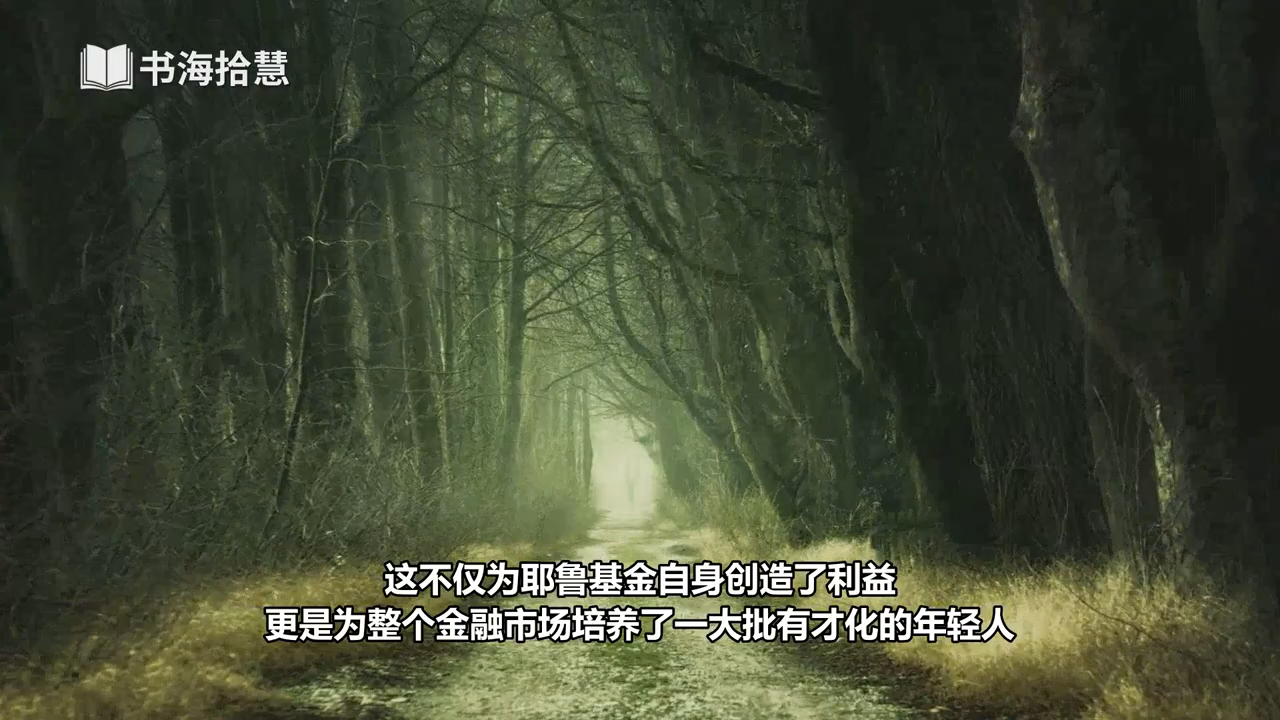 书海拾慧
这不仅为耶鲁基金自身创造了利益
更是为整个金融市场培养了一大批有才化的年轻人